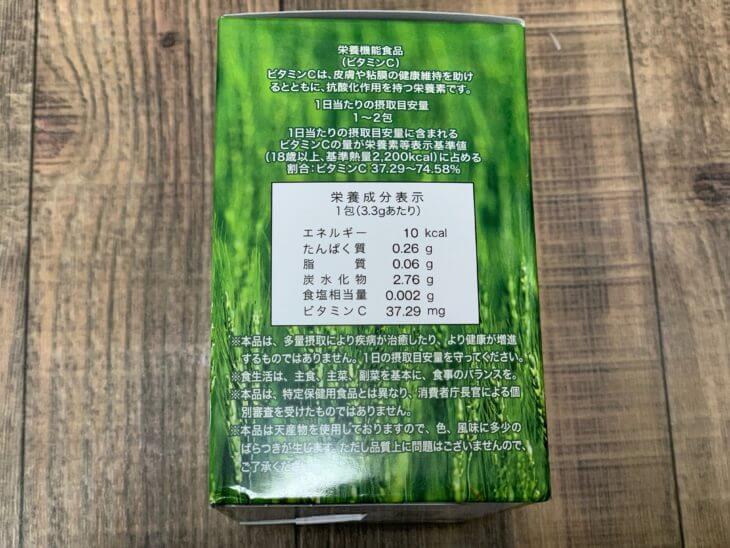 栄養機能食品
(ビタミンC)
ビタミンCは、皮膚や粘膜の健康維持を助け
るとともに、抗酸化作用を持つ栄養素です。
1日当たりの摂取目安量
1〜2包
1日当たりの摂取目安量に含まれる
ビタミンCの量が栄養素等表示基準値
(18歳以上、基準熱量2,200kcal)に占める
割合:ビタミンC 37.29〜74.58%
栄養成分表示
1包(3.3gあたり)
エネルギー 10 kcal
たんぱく質 0.26 g
脂質 0.06 g
炭水化物 2.76 g
食塩相当量 0.002 g
ビタミンC 37.29 mg
※本品は、多量摂取により疾病が治癒したり、より健康が増進
するものではありません。1日の摂取目安量を守ってください。
※食生活は、主食、主菜、副菜を基本に、食事のバランスを。
※本品は、特定保健用食品とは異なり、消費者庁長官による個
別審査を受けたものではありません。
※本品は天産物を使用しておりますので、色、風味に多少の
ばらつきが生じます。ただし品質上に問題はございませんので、
ご了承ください。